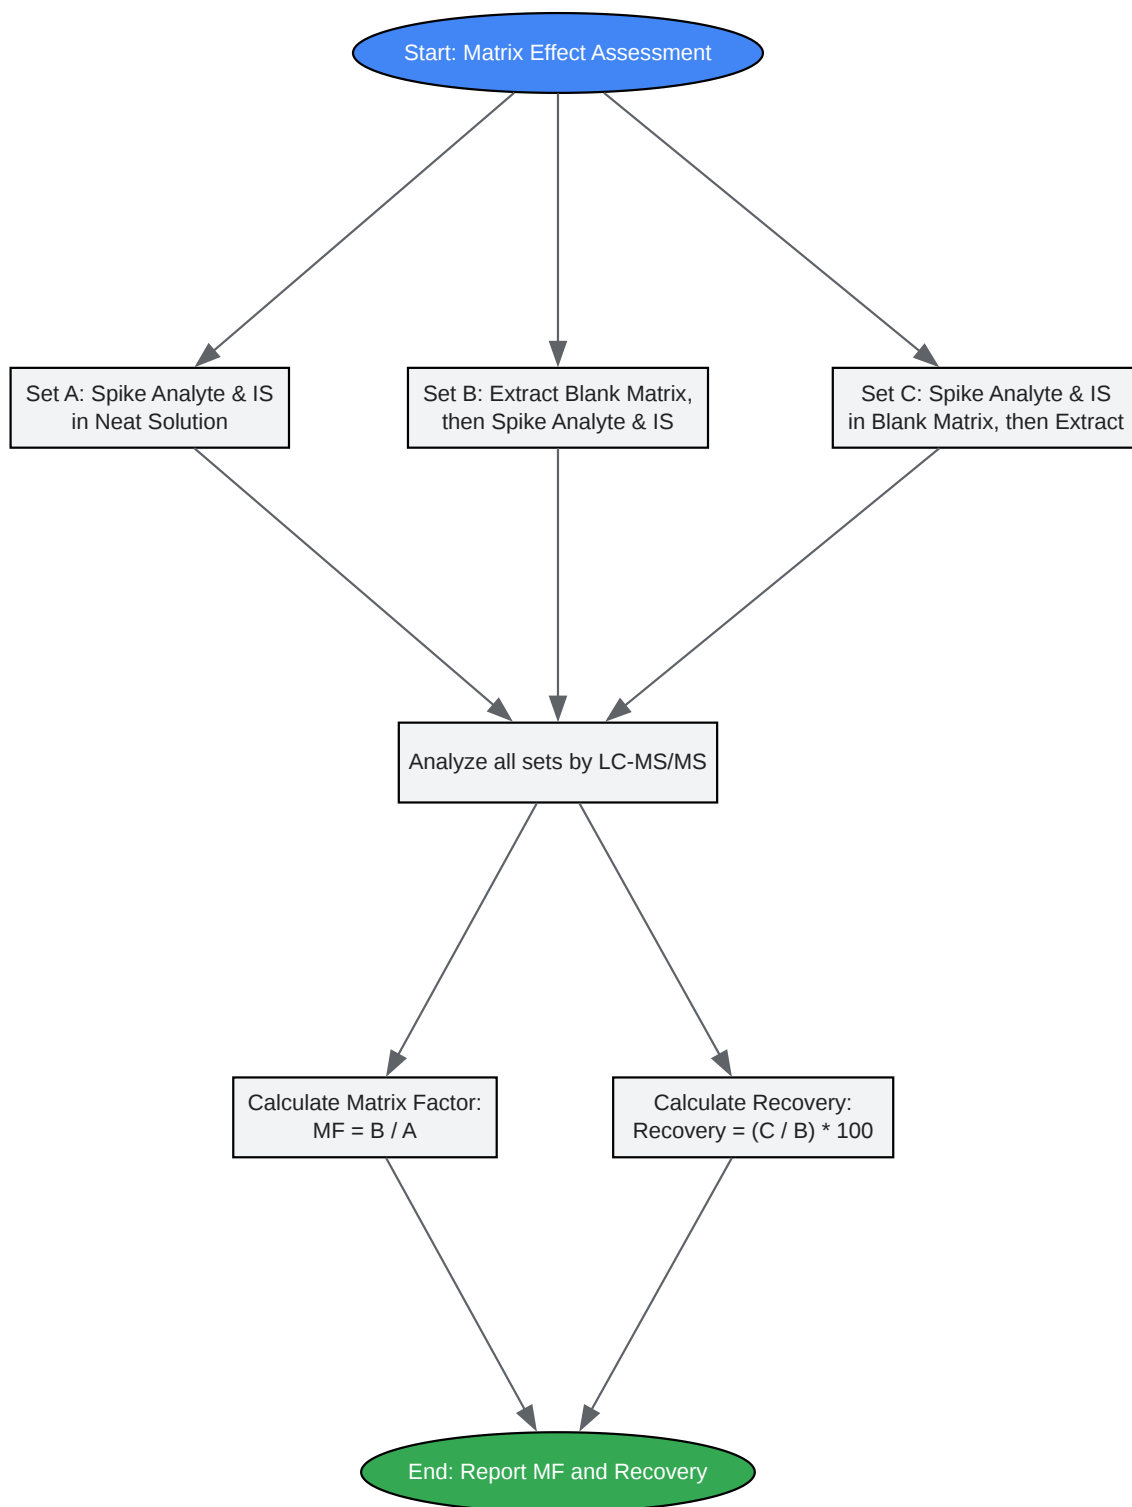 Start: Matrix Effect Assessment
Set A: Spike Analyte & IS
in Neat Solution
Set B: Extract Blank Matrix,
then Spike Analyte & IS
Set C: Spike Analyte & IS
in Blank Matrix, then Extract
Analyze all sets by LC-MS/MS
Calculate Matrix Factor:
MF = B / A
Calculate Recovery:
Recovery = (C / B) * 100
End: Report MF and Recovery